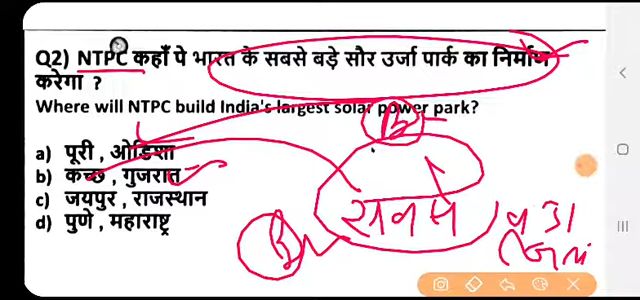 Q2) NTPC कहाँ पे भारत के सबसे बड़े सौर उर्जा पार्क का निर्माण
करेगा ?
Where will NTPC build India's largest solar power park?
a) पूरी , ओडिशा
b) कच्छ , गुजरात
c) जयपुर , राजस्थान
d) पुणे , महाराष्ट्र
B
सबसे
B